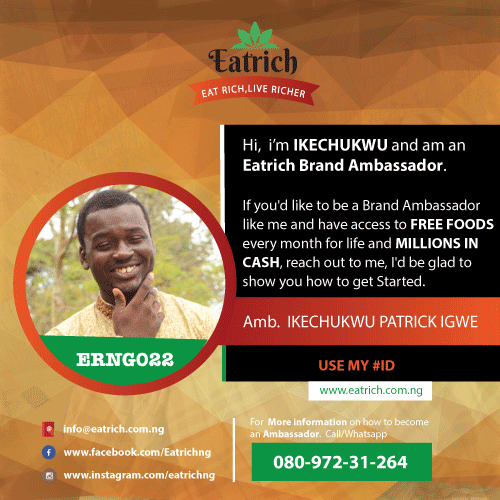 Eatrich
EAT RICH,LIVE RICHER
Hi, i'm IKECHUKWU and am an
Eatrich Brand Ambassador.
If you'd like to be a Brand Ambassador
like me and have access to FREE FOODS
every month for life and MILLIONS IN
CASH, reach out to me, I'd be glad to
show you how to get Started.
Amb. IKECHUKWU PATRICK IGWE
ERNG022
USE MY #ID
www.eatrich.com.ng
info@eatrich.com.ng
www.facebook.com/Eatrichng
www.instagram.com/eatrichng
For More information on how to become
an Ambassador. Call/Whatsapp
080-972-31-264